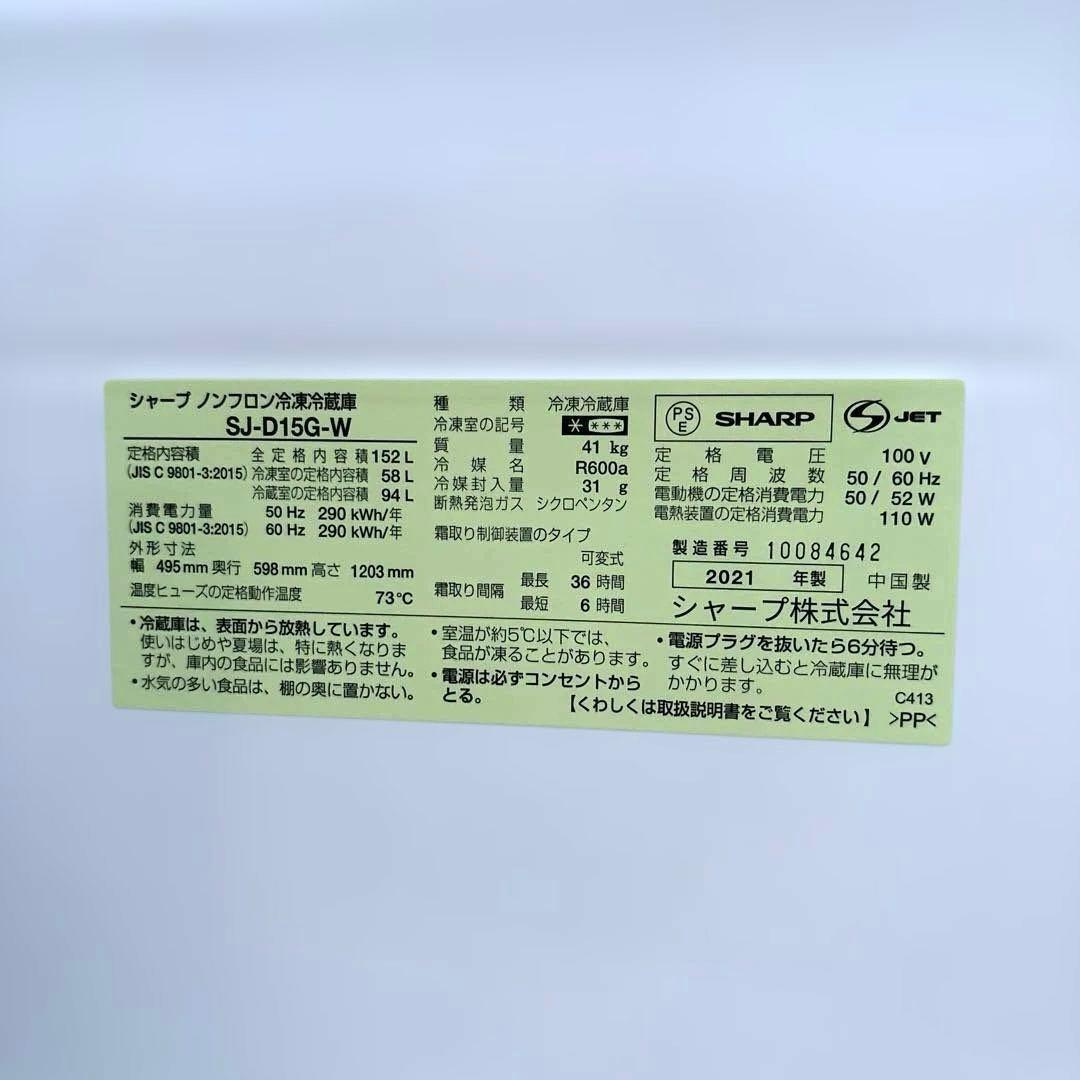 シャープ ノンフロン冷凍冷蔵庫
SJ-D15G-W
定格内容積 全定格内容積 152 L
(JIS C 9801-3:2015) 冷凍室の定格内容積 58 L
冷蔵室の定格内容積 94 L
消費電力量 50 Hz 290 kWh/年
(JIS C 9801-3:2015) 60 Hz 290 kWh/年
外形寸法
幅 495 mm 奥行 598 mm 高さ 1203 mm
温度ヒューズの定格動作温度 73℃
種類 冷凍冷蔵庫
冷凍室の記号 * ***
質量 41 kg
冷媒名 R600a
冷媒封入量 31 g
断熱発泡ガス シクロペンタン
霜取り制御装置のタイプ
可変式
霜取り間隔 最長 36 時間
最短 6 時間
PSE SHARP JET
定格電圧 100 V
定格周波数 50 / 60 Hz
電動機の定格消費電力 50 / 52 W
電熱装置の定格消費電力 110 W
製造番号 10084642
2021 年製 中国製
シャープ株式会社
・冷蔵庫は、表面から放熱しています。
使いはじめや夏場は、特に熱くなりま
すが、庫内の食品には影響ありません。
・水気の多い食品は、棚の奥に置かない。
・室温が約5℃以下では、
食品が凍ることがあります。
・電源は必ずコンセントから
とる。
・電源プラグを抜いたら6分待つ。
すぐに差し込むと冷蔵庫に無理が
かかります。
C413
【くわしくは取扱説明書をご覧ください】 >PP<